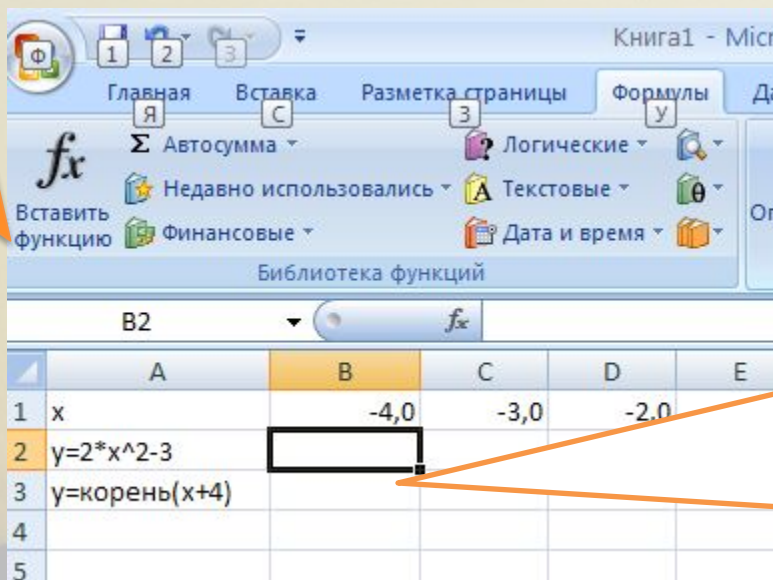 Книга1 - Micr
Ф 1 2 3
Главная Вставка Разметка страницы Формулы Да
Я С З У
fx Σ Автосумма Логические
Недавно использовались Текстовые θ
Вставить функцию Финансовые Дата и время Оп
Библиотека функций
B2 fx
A B C D E
1 x -4,0 -3,0 -2,0
2 y=2*x^2-3
3 y=корень(x+4)
4
5